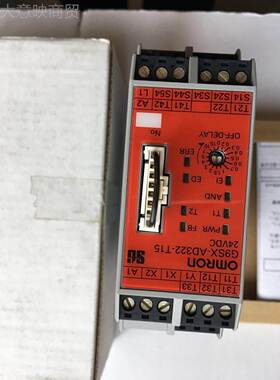 大意映商贸
T41 T42 A2
S44 S54 L1
T21 T22
S14 S24 S34
No.
OFF-DELAY
ERR
EI ED
AND
T1 T2
PWR FB
24VDC
G9SX-AD322-T15
OMRON
T11 T12 Y1 X1 X2 A1
T31 T32 T33